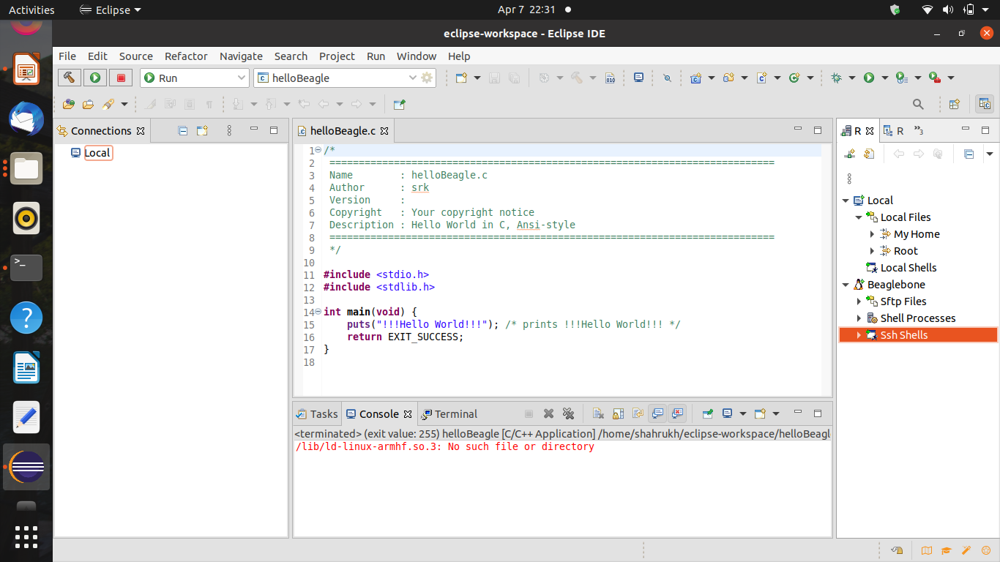 Activities Eclipse Apr 7 22:31
eclipse-workspace - Eclipse IDE
File Edit Source Refactor Navigate Search Project Run Window Help
Run helloBeagle
Connections
Local
helloBeagle.c
1 /*
2 ============================================================================
3 Name : helloBeagle.c
4 Author : srk
5 Version :
6 Copyright : Your copyright notice
7 Description : Hello World in C, Ansi-style
8 ============================================================================
9 */
10
11 #include <stdio.h>
12 #include <stdlib.h>
13
14 int main(void) {
15 puts("!!!Hello World!!!"); /* prints !!!Hello World!!! */
16 return EXIT_SUCCESS;
17 }
18
Tasks Console Terminal
<terminated> (exit value: 255) helloBeagle [C/C++ Application] /home/shahrukh/eclipse-workspace/helloBeagl
/lib/ld-linux-armhf.so.3: No such file or directory
R R »3
Local
Local Files
My Home
Root
Local Shells
Beaglebone
Sftp Files
Shell Processes
Ssh Shells